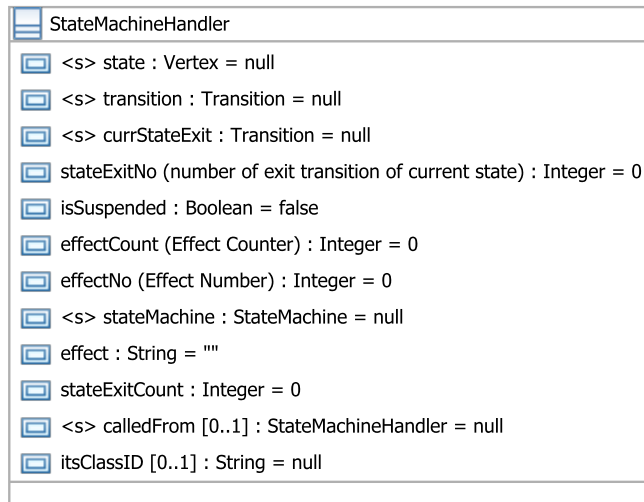 StateMachineHandler
<s> state : Vertex = null
<s> transition : Transition = null
<s> currStateExit : Transition = null
stateExitNo (number of exit transition of current state) : Integer = 0
isSuspended : Boolean = false
effectCount (Effect Counter) : Integer = 0
effectNo (Effect Number) : Integer = 0
<s> stateMachine : StateMachine = null
effect : String = ""
stateExitCount : Integer = 0
<s> calledFrom [0..1] : StateMachineHandler = null
itsClassID [0..1] : String = null